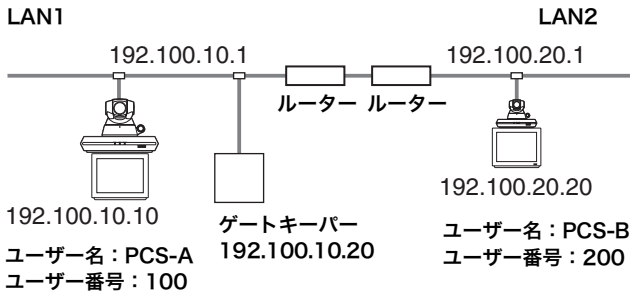 LAN1
LAN2
192.100.10.1
192.100.20.1
ルーター
ルーター
192.100.10.10
ゲートキーパー
192.100.10.20
192.100.20.20
ユーザー名：PCS-A
ユーザー番号：100
ユーザー名：PCS-B
ユーザー番号：200